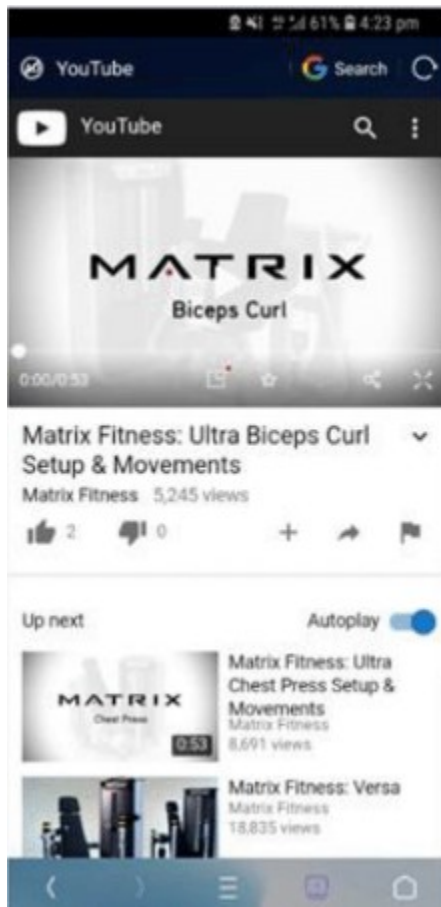 61% 4:23 pm
YouTube
Search
YouTube
MATRIX
Biceps Curl
0:00/0:53
Matrix Fitness: Ultra Biceps Curl
Setup & Movements
Matrix Fitness 5,245 views
2 0
Up next
Autoplay
MATRIX
Chest Press
0:53
Matrix Fitness: Ultra
Chest Press Setup &
Movements
Matrix Fitness
8,691 views
Matrix Fitness: Versa
Matrix Fitness
18,835 views